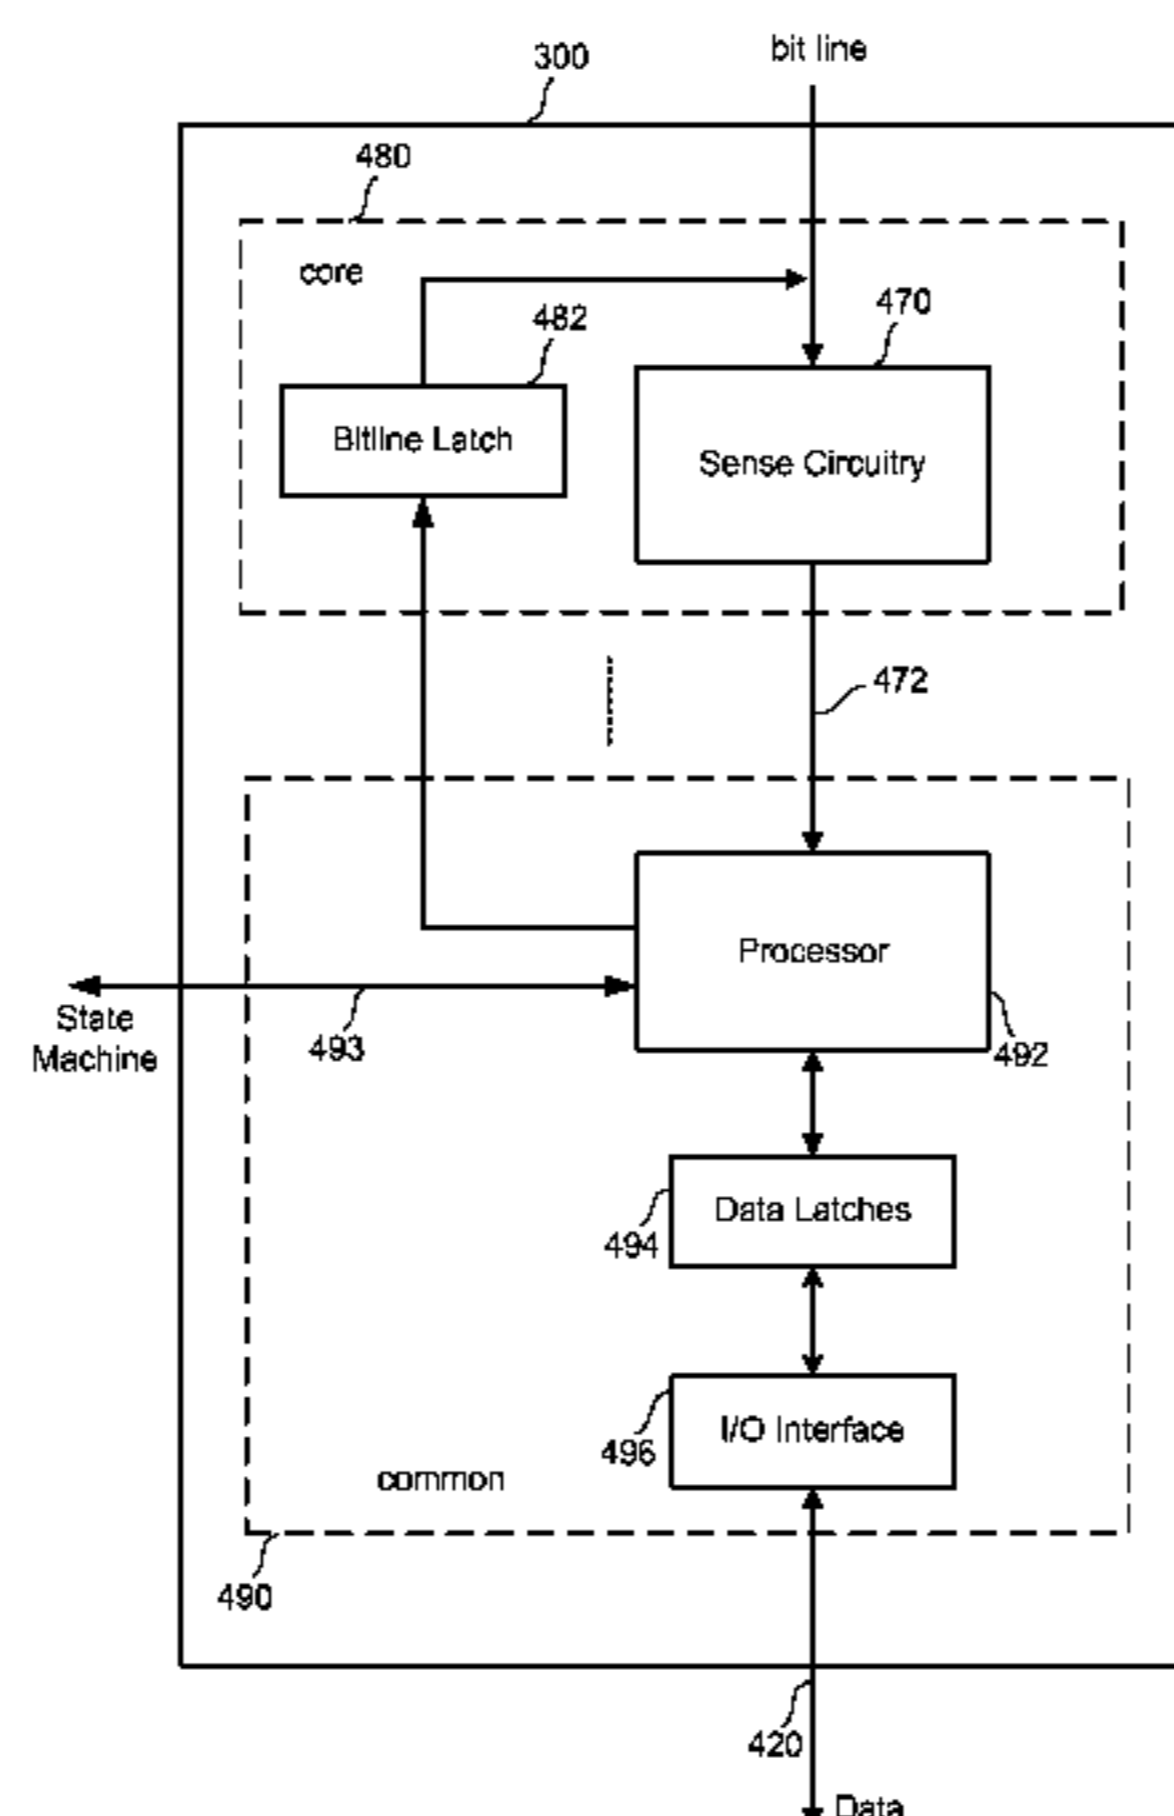 300
bit line
480
core
482
470
Bitline Latch
Sense Circuitry
472
Processor
State
Machine
493
492
Data Latches
494
I/O Interface
496
common
490
420
Data